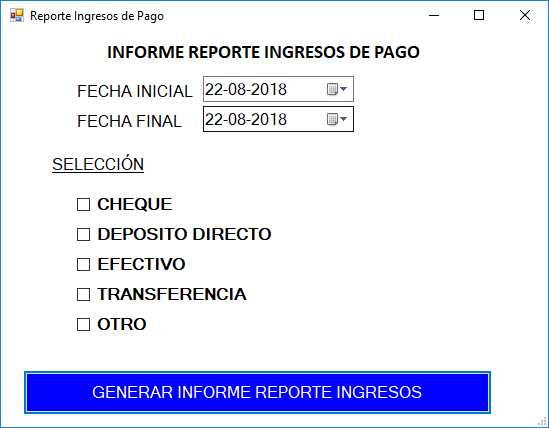 Reporte Ingresos de Pago
INFORME REPORTE INGRESOS DE PAGO
FECHA INICIAL 22-08-2018
FECHA FINAL 22-08-2018
SELECCIÓN
CHEQUE
DEPOSITO DIRECTO
EFECTIVO
TRANSFERENCIA
OTRO
GENERAR INFORME REPORTE INGRESOS